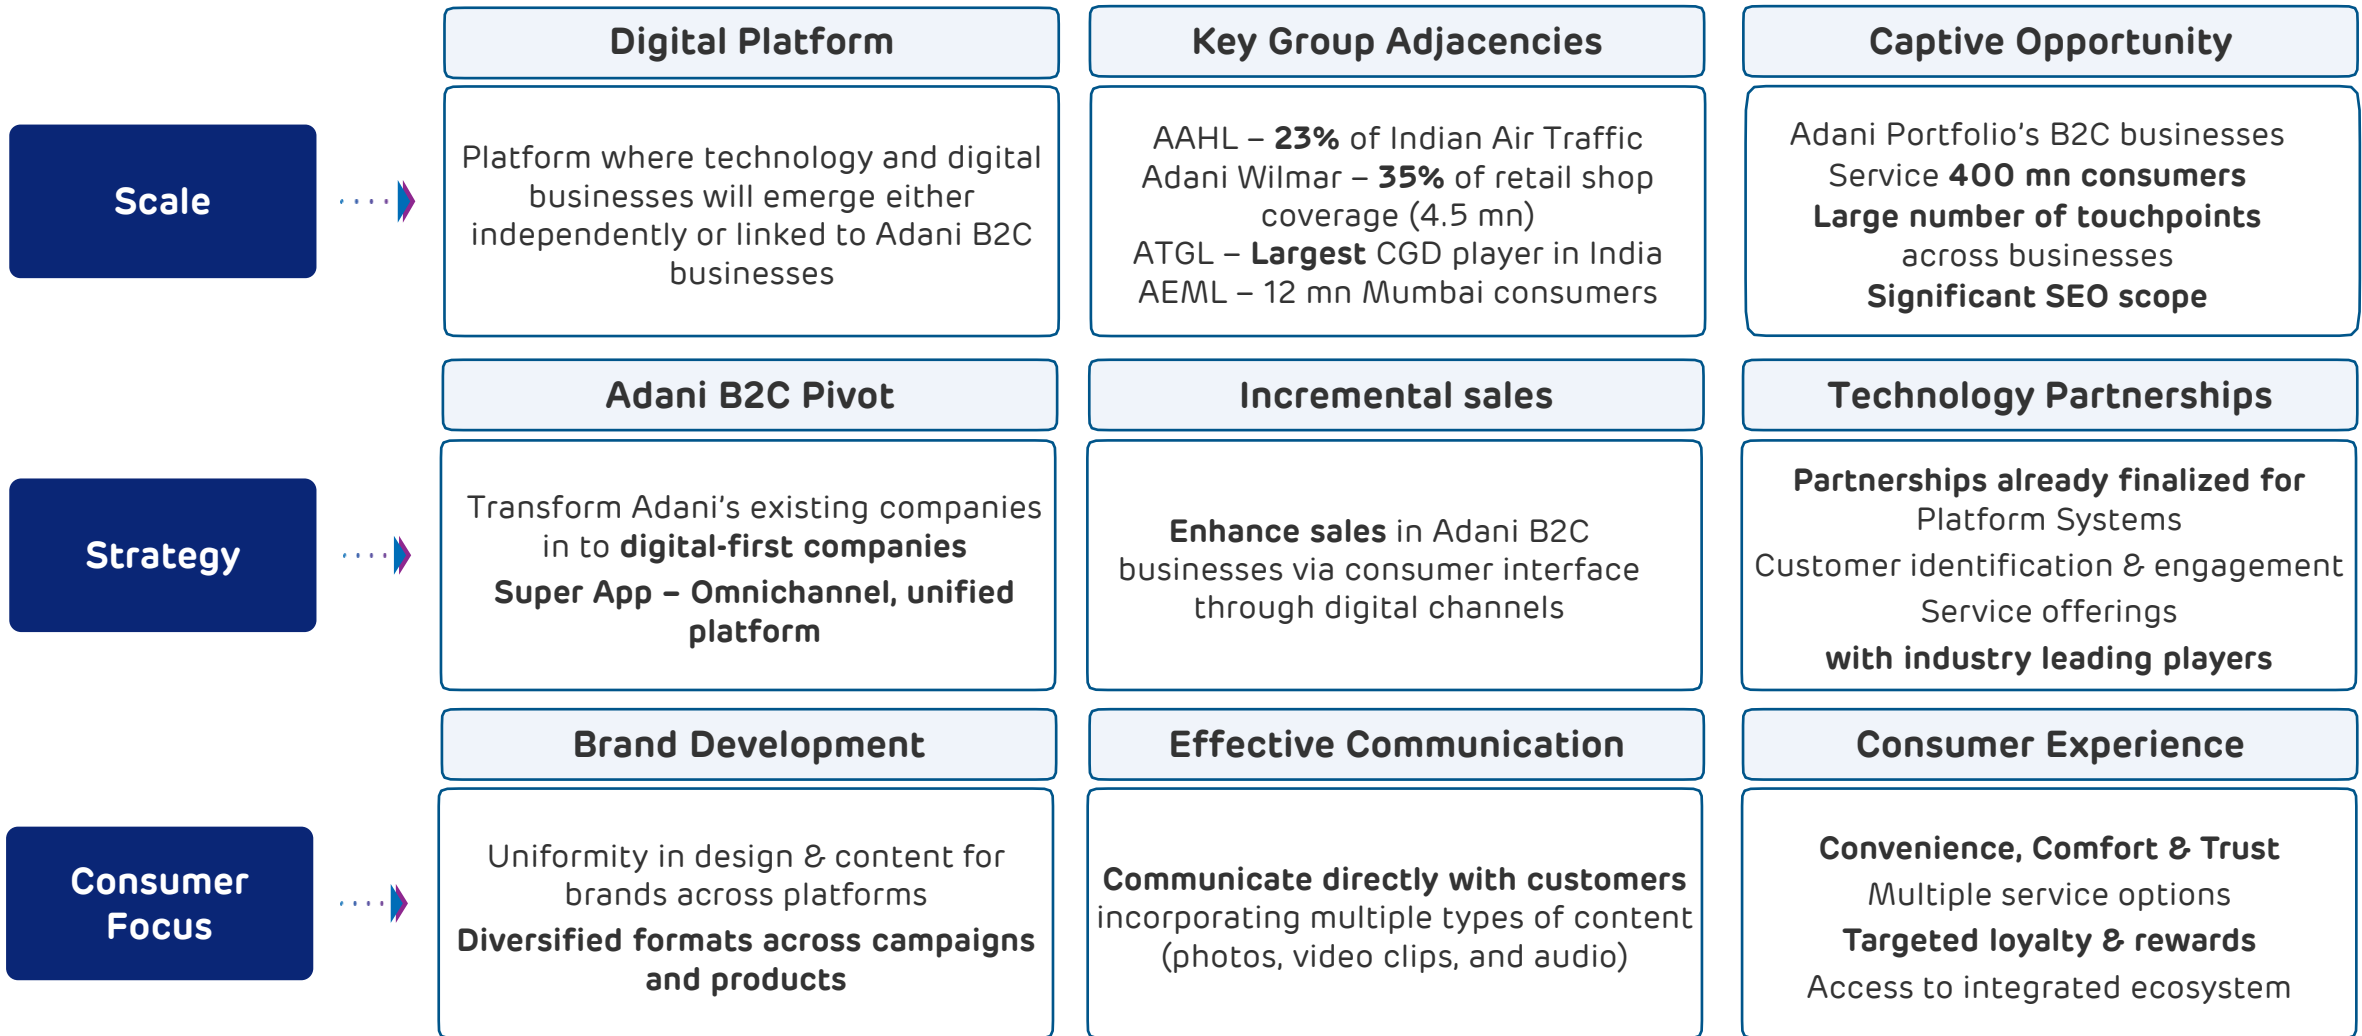 Digital Platform
Key Group Adjacencies
Captive Opportunity
Scale
Platform where technology and digital
businesses will emerge either
independently or linked to Adani B2C
businesses
AAHL – 23% of Indian Air Traffic
Adani Wilmar – 35% of retail shop
coverage (4.5 mn)
ATGL – Largest CGD player in India
AEML – 12 mn Mumbai consumers
Adani Portfolio’s B2C businesses
Service 400 mn consumers
Large number of touchpoints
across businesses
Significant SEO scope
Adani B2C Pivot
Incremental sales
Technology Partnerships
Strategy
Transform Adani’s existing companies
in to digital-first companies
Super App – Omnichannel, unified
platform
Enhance sales in Adani B2C
businesses via consumer interface
through digital channels
Partnerships already finalized for
Platform Systems
Customer identification & engagement
Service offerings
with industry leading players
Brand Development
Effective Communication
Consumer Experience
Consumer
Focus
Uniformity in design & content for
brands across platforms
Diversified formats across campaigns
and products
Communicate directly with customers
incorporating multiple types of content
(photos, video clips, and audio)
Convenience, Comfort & Trust
Multiple service options
Targeted loyalty & rewards
Access to integrated ecosystem